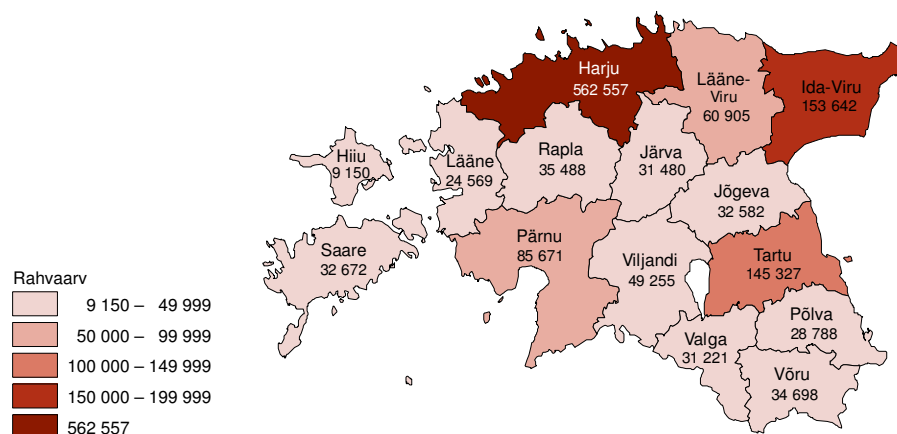 Harju
562 557
Lääne-
Viru
60 905
Ida-Viru
153 642
Hiiu
9 150
Lääne
24 569
Rapla
35 488
Järva
31 480
Jõgeva
32 582
Saare
32 672
Pärnu
85 671
Viljandi
49 255
Tartu
145 327
Valga
31 221
Põlva
28 788
Võru
34 698
Rahvaarv
9 150 – 49 999
50 000 – 99 999
100 000 – 149 999
150 000 – 199 999
562 557